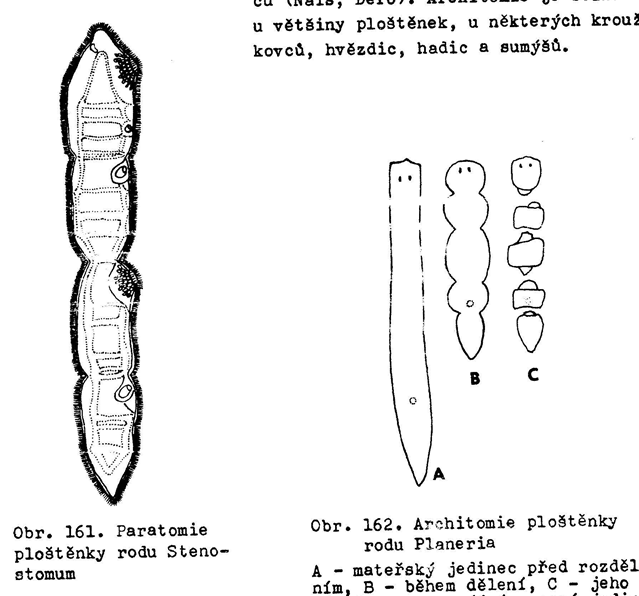 u většiny ploštěnek, u některých krouž
kovců, hvězdic, hadic a sumýšů.
B
C
A
Obr. 161. Paratomie
ploštěnky rodu Steno-
stomum
Obr. 162. Architomie ploštěnky
rodu Planeria
A - mateřský jedinec před rozděl
ním, B - během dělení, C - jeho